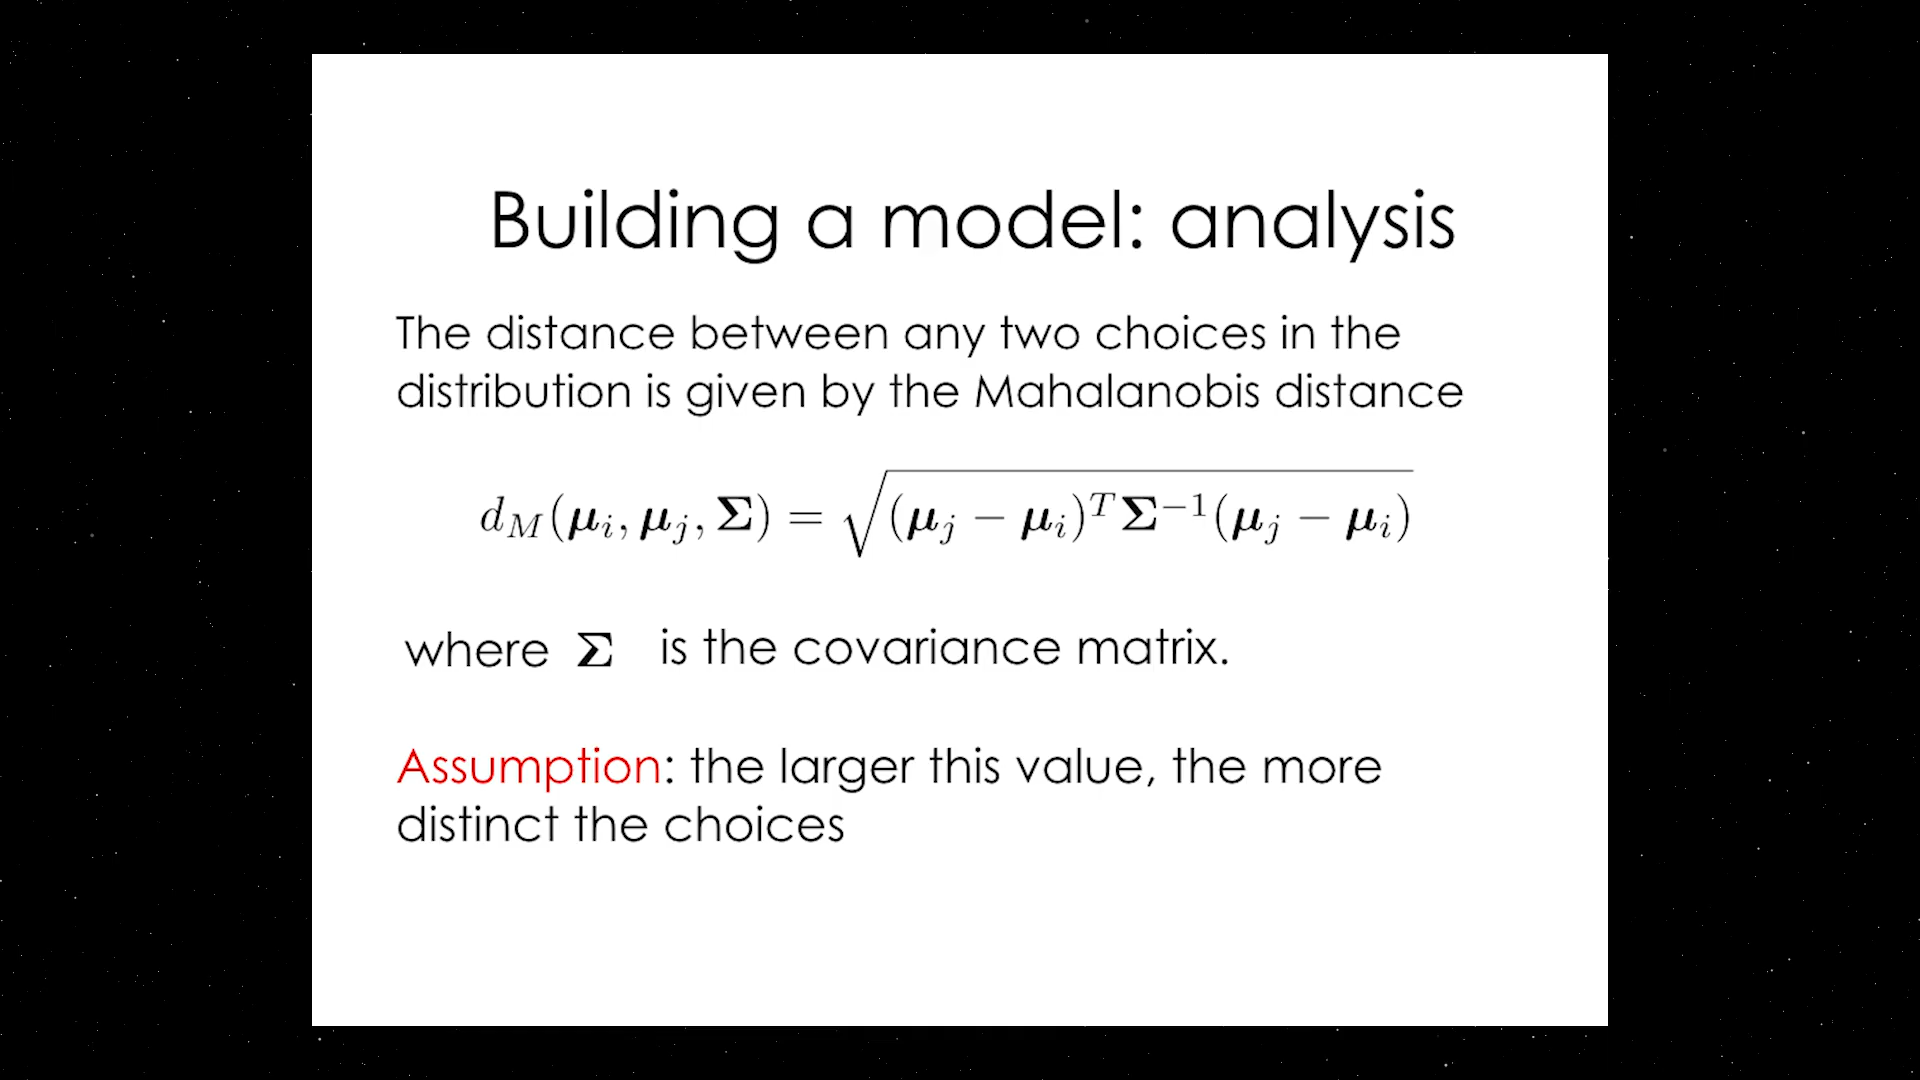 Building a model: analysis
The distance between any two choices in the
distribution is given by the Mahalanobis distance
d_M(μ_i, μ_j, Σ) = √((μ_j − μ_i)^T Σ^−1 (μ_j − μ_i))
where Σ is the covariance matrix.
Assumption: the larger this value, the more
distinct the choices